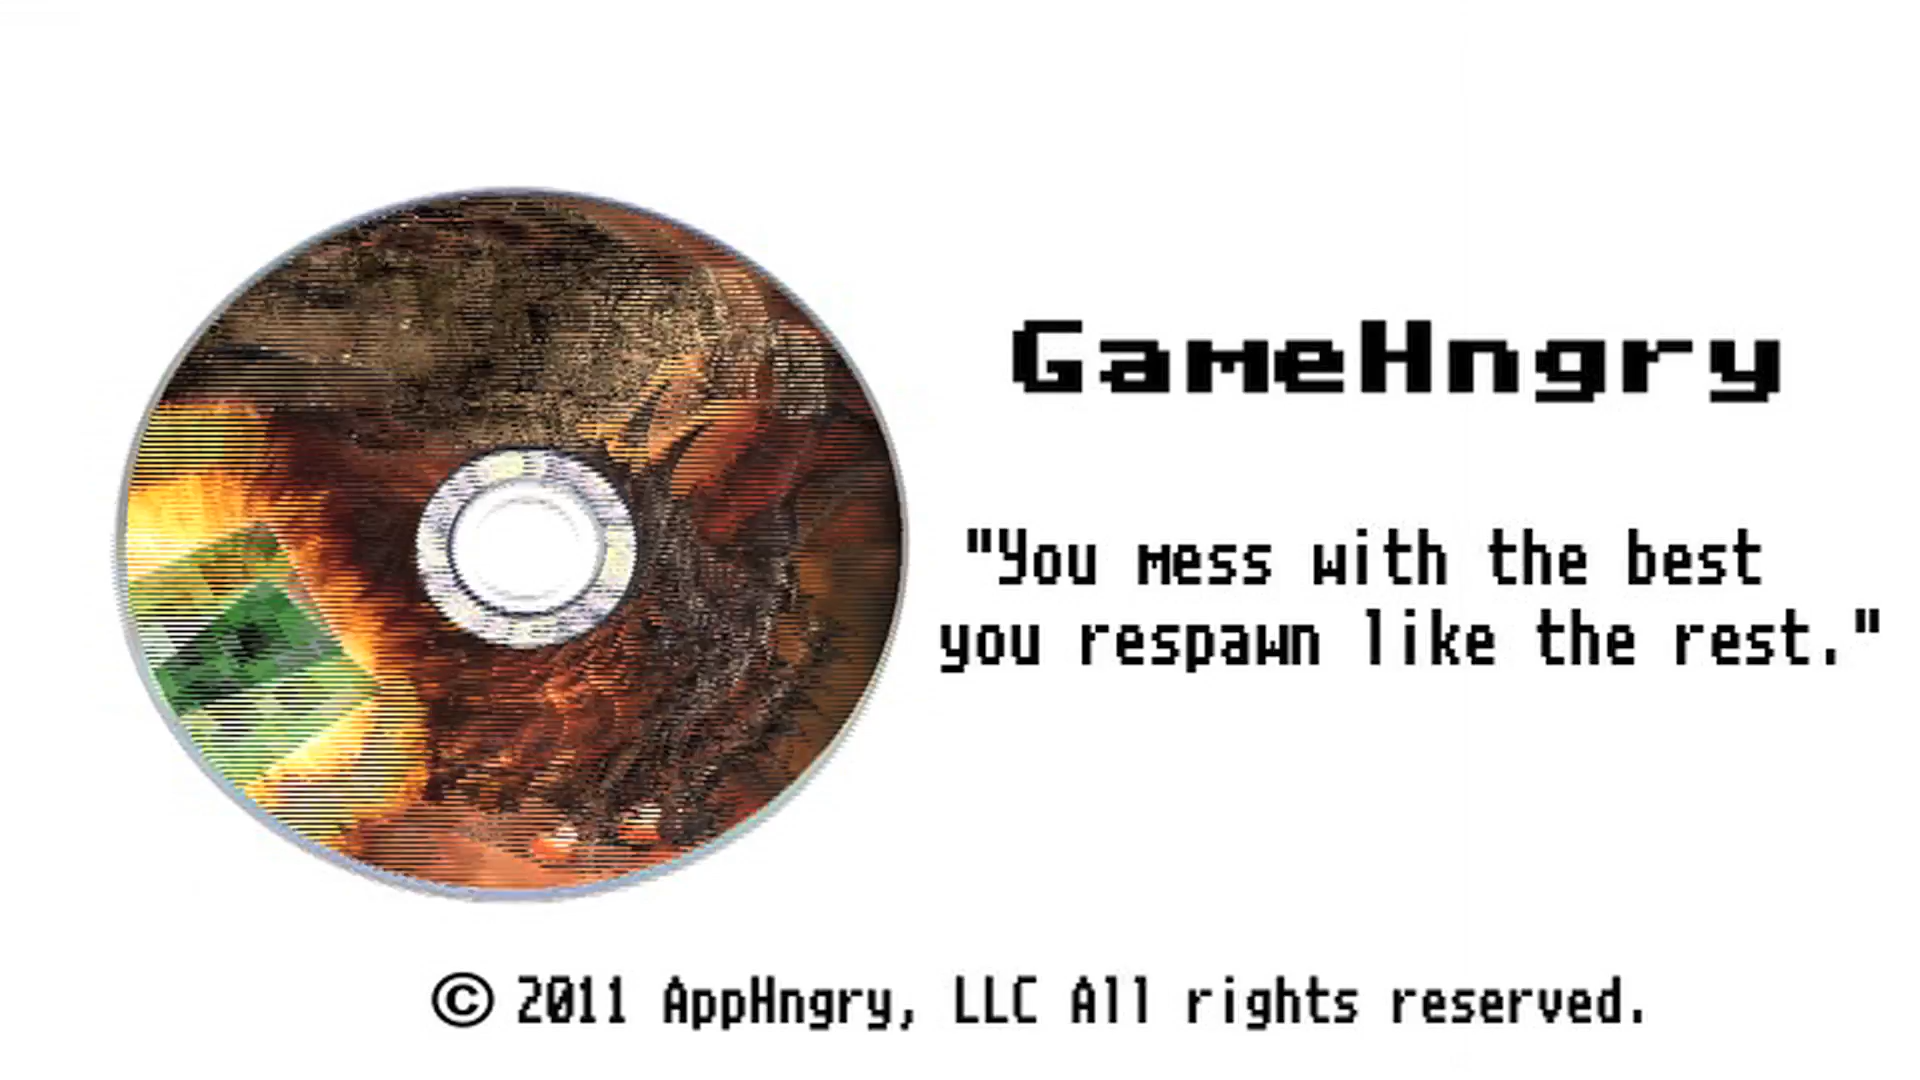 GameHngry
"You mess with the best
you respawn like the rest."
© 2011 AppHngry, LLC All rights reserved.